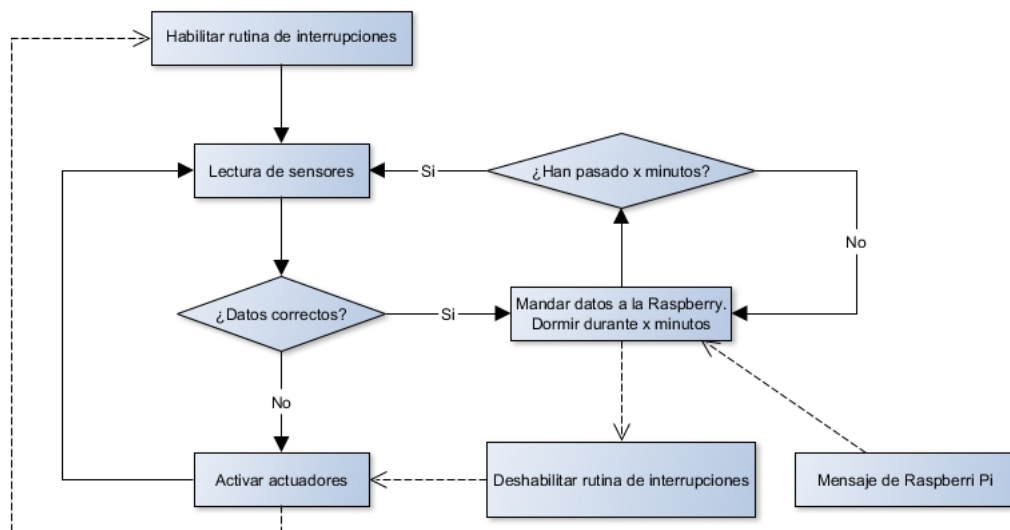 Habilitar rutina de interrupciones
Lectura de sensores
Si
¿Han pasado x minutos?
No
¿Datos correctos?
Si
Mandar datos a la Raspberry.
Dormir durante x minutos
No
Activar actuadores
Deshabilitar rutina de interrupciones
Mensaje de Raspberri Pi